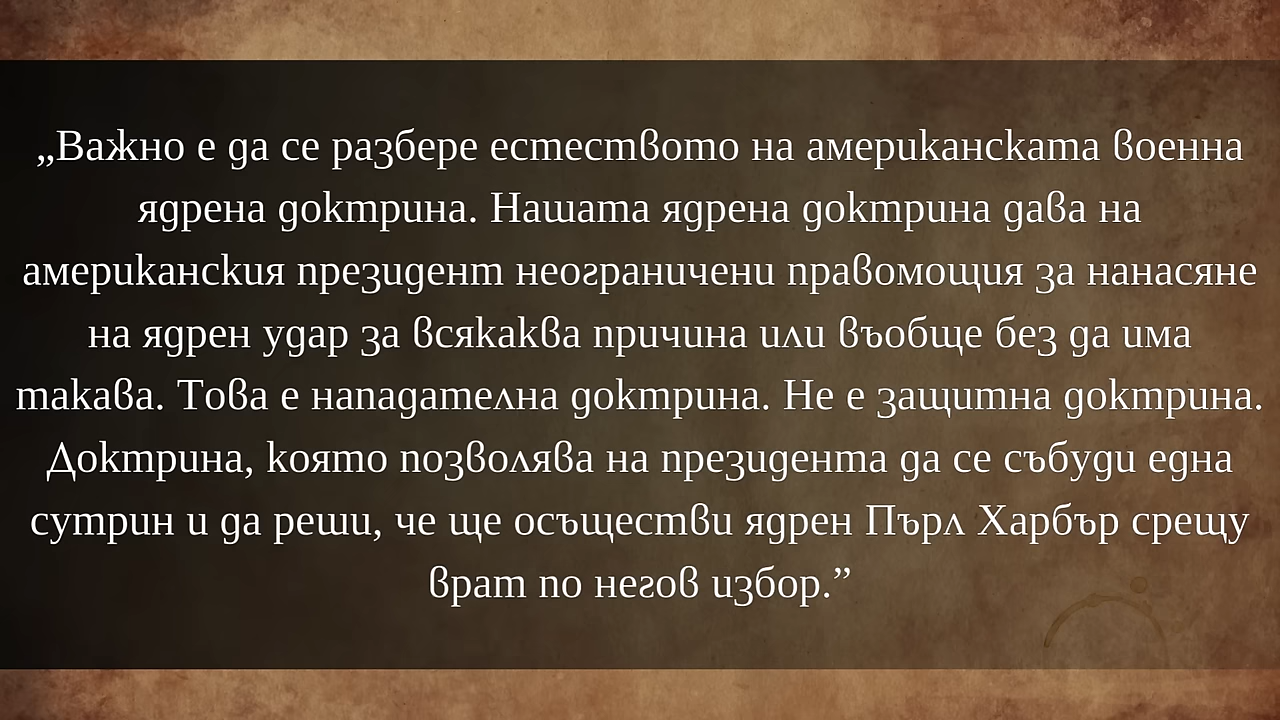 „Важно е да се разбере естеството на американската военна
ядрена доктрина. Нашата ядрена доктрина дава на
американския президент неограничени правомощия за нанасяне
на ядрен удар за всякаква причина или въобще без да има
такава. Това е нападателна доктрина. Не е защитна доктрина.
Доктрина, която позволява на президента да се събуди една
сутрин и да реши, че ще осъществи ядрен Пърл Харбър срещу
врат по негов избор.”